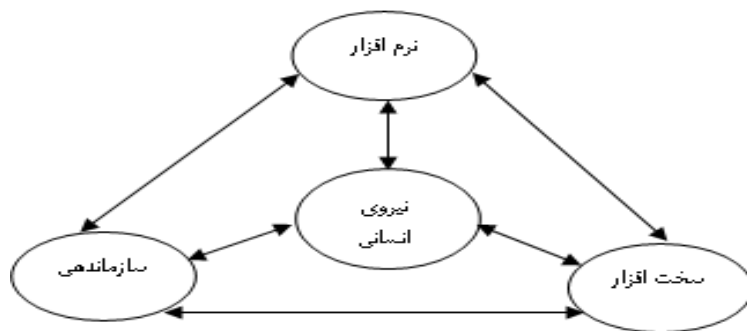 نرم افزار
نیروی
انسانی
سازماندهی
سخت افزار